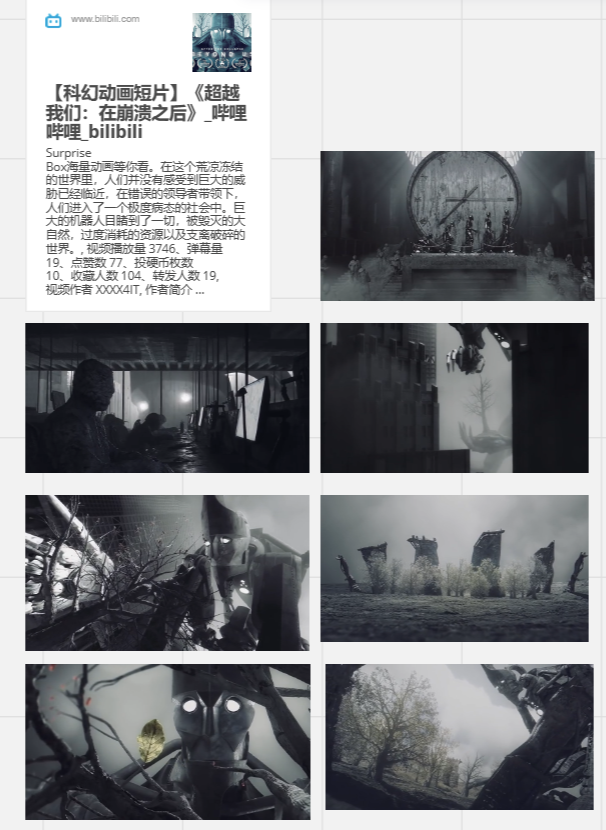 www.bilibili.com
【科幻动画短片】《超越
我们：在崩溃之后》_哔哩
哔哩_bilibili
Surprise
Box海量动画等你看。在这个荒凉冻结
的世界里，人们并没有感受到巨大的威
胁已经临近，在错误的领导者带领下，
人们进入了一个极度病态的社会中。巨
大的机器人目睹到了一切，被毁灭的大
自然，过度消耗的资源以及支离破碎的
世界。, 视频播放量 3746、弹幕量
19、点赞数 77、投硬币枚数
10、收藏人数 104、转发人数 19,
视频作者 XXXX4IT, 作者简介 ...